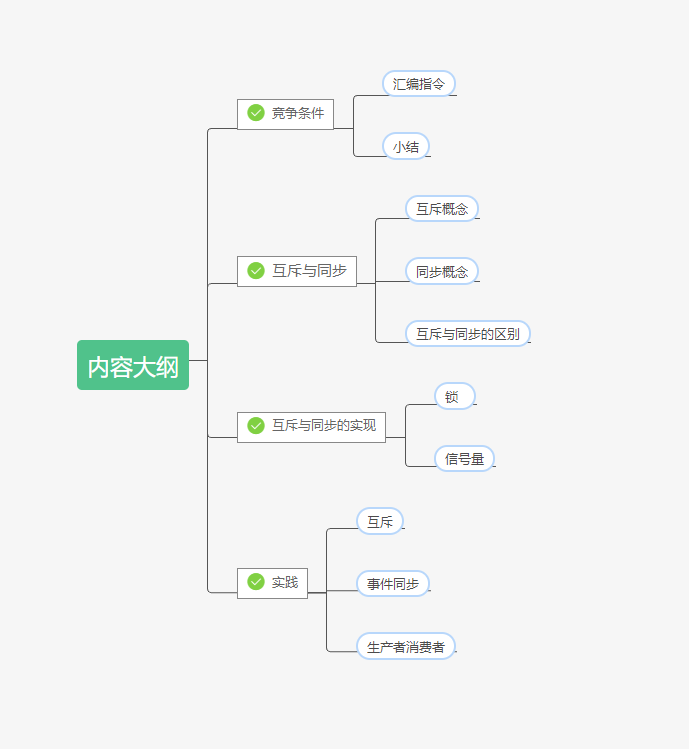 内容大纲
竟争条件
汇编指令
小结
互斥与同步
互斥概念
同步概念
互斥与同步的区别
互斥与同步的实现
锁
信号量
实践
互斥
事件同步
生产者消费者